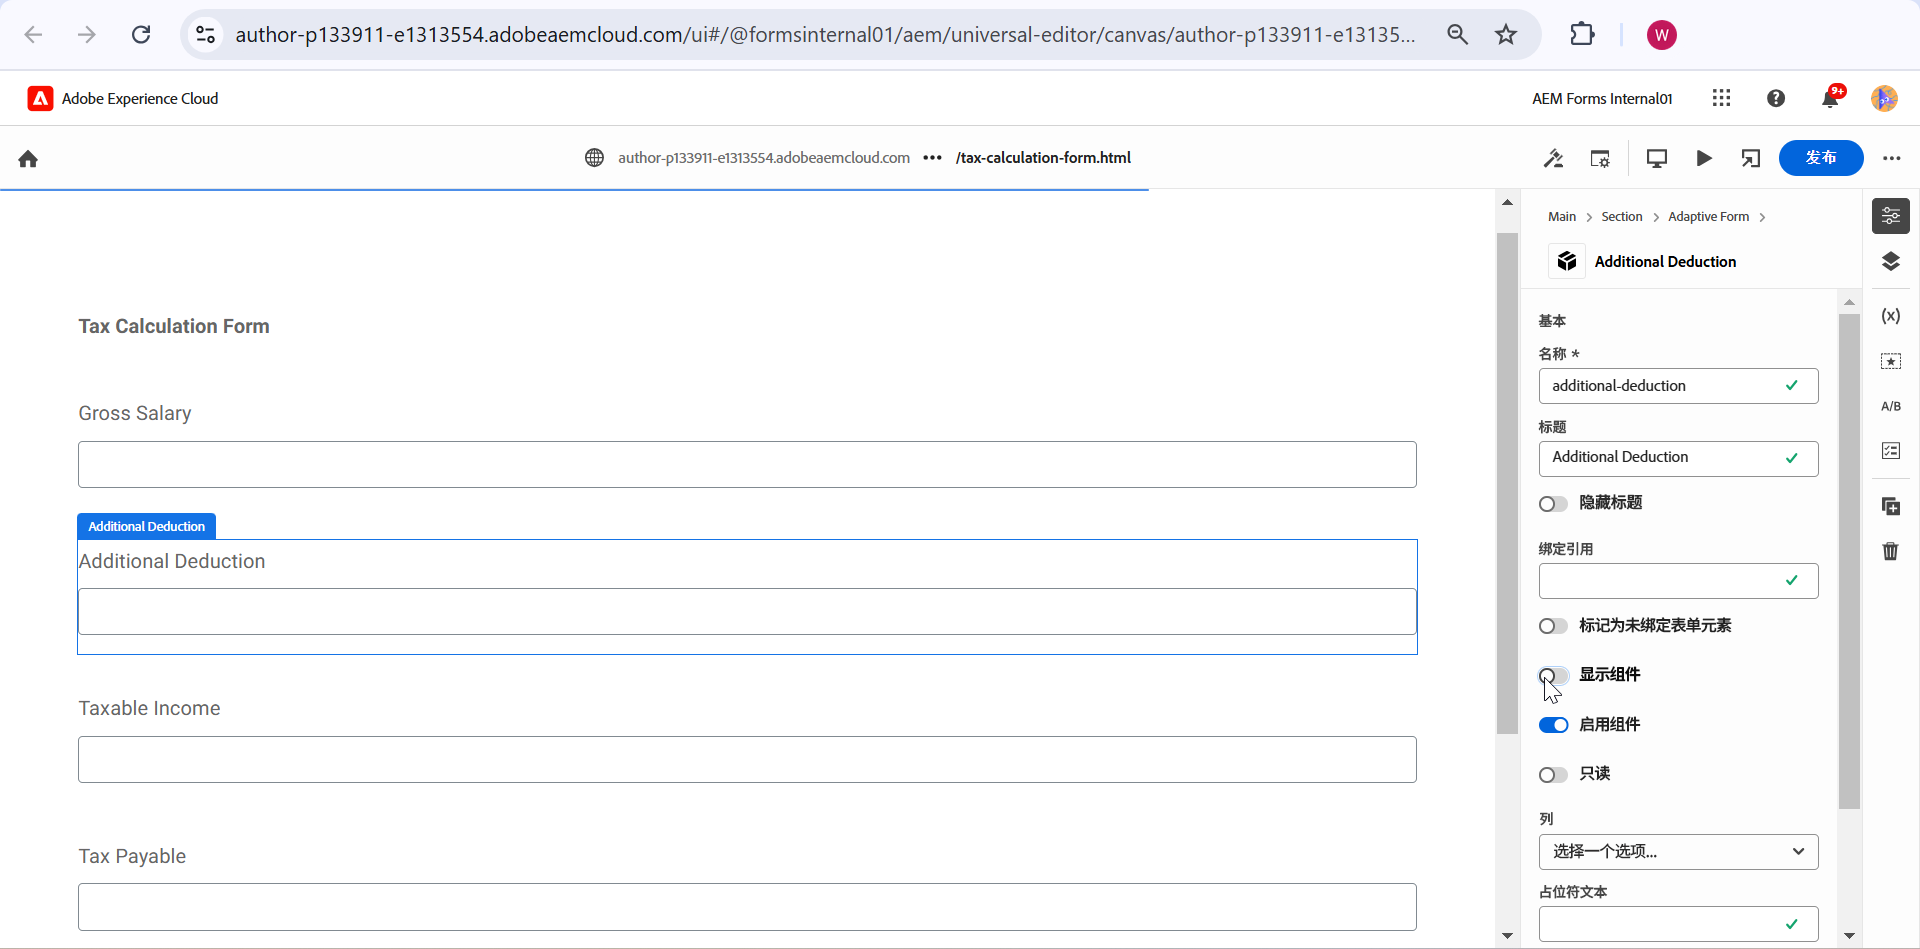 author-p133911-e1313554.adobeaemcloud.com/ui#/@formsinternal01/aem/universal-editor/canvas/author-p133911-e13135...
W
Adobe Experience Cloud
AEM Forms Internal01
9+
author-p133911-e1313554.adobeaemcloud.com ••• /tax-calculation-form.html
发布
Main > Section > Adaptive Form >
Additional Deduction
Tax Calculation Form
Gross Salary
Additional Deduction
Additional Deduction
Taxable Income
Tax Payable
基本
名称 *
additional-deduction
标题
Additional Deduction
隐藏标题
绑定引用
标记为未绑定表单元素
显示组件
启用组件
只读
列
选择一个选项...
占位符文本
(x)
A/B